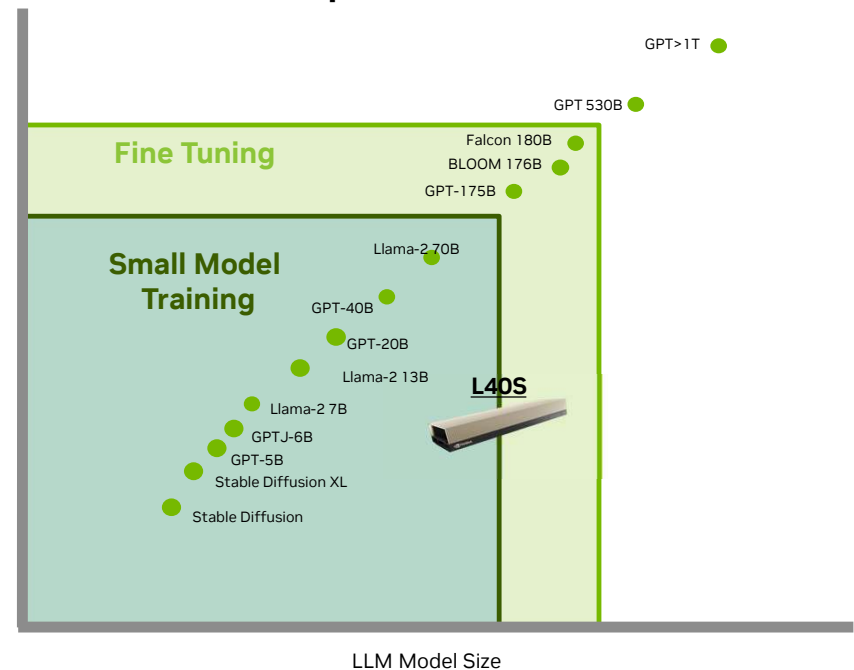 GPT>1T
GPT 530B
Fine Tuning
Falcon 180B
BLOOM 176B
GPT-175B
Small Model
Training
Llama-2 70B
GPT-40B
GPT-20B
Llama-2 13B
L40S
Llama-2 7B
GPTJ-6B
GPT-5B
Stable Diffusion XL
Stable Diffusion
LLM Model Size